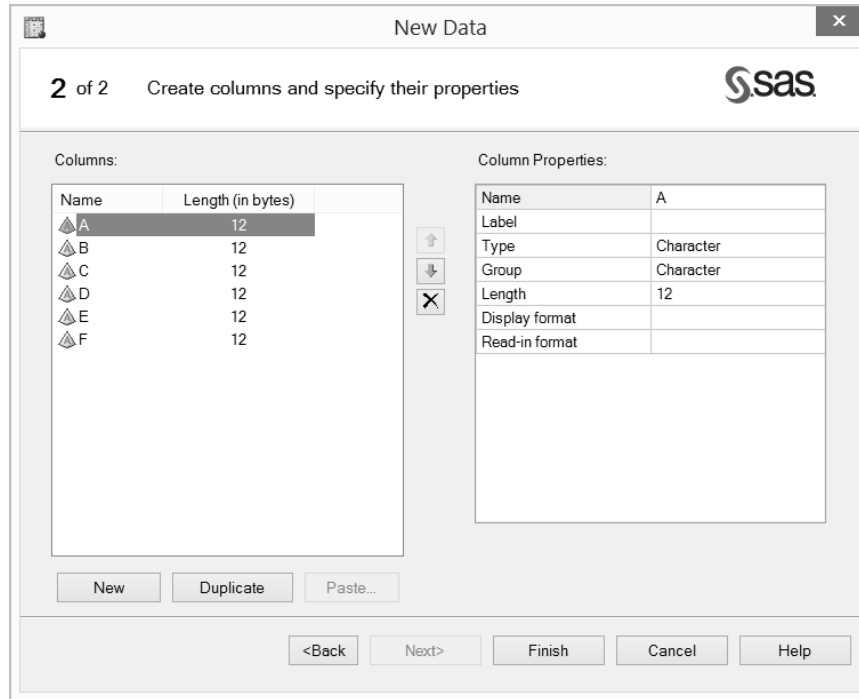 New Data
2 of 2 Create columns and specify their properties
sas
Columns:
Name Length (in bytes)
A 12
B 12
C 12
D 12
E 12
F 12
New Duplicate Paste...
Column Properties:
Name A
Label
Type Character
Group Character
Length 12
Display format
Read-in format
<Back Next> Finish Cancel Help